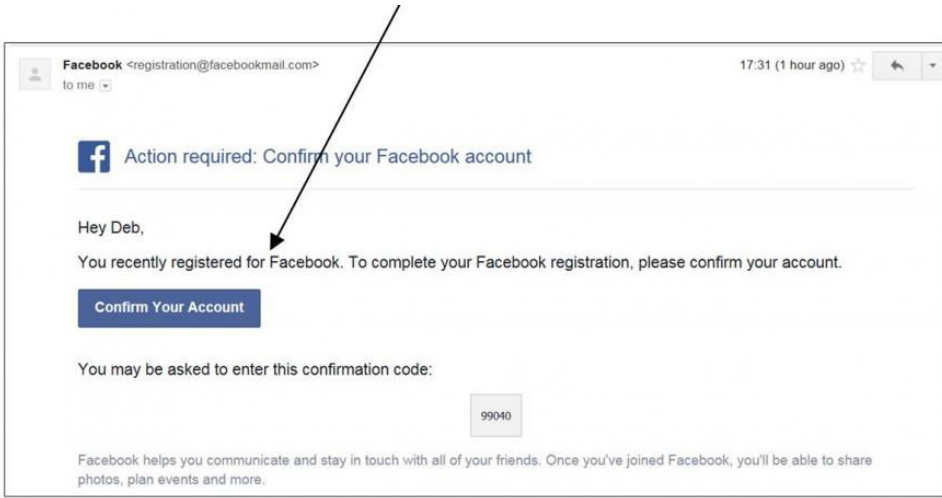 Facebook <registration@facebookmail.com>
17:31 (1 hour ago)
to me
Action required: Confirm your Facebook account
Hey Deb,
You recently registered for Facebook. To complete your Facebook registration, please confirm your account.
Confirm Your Account
You may be asked to enter this confirmation code:
99040
Facebook helps you communicate and stay in touch with all of your friends. Once you've joined Facebook, you'll be able to share
photos, plan events and more.